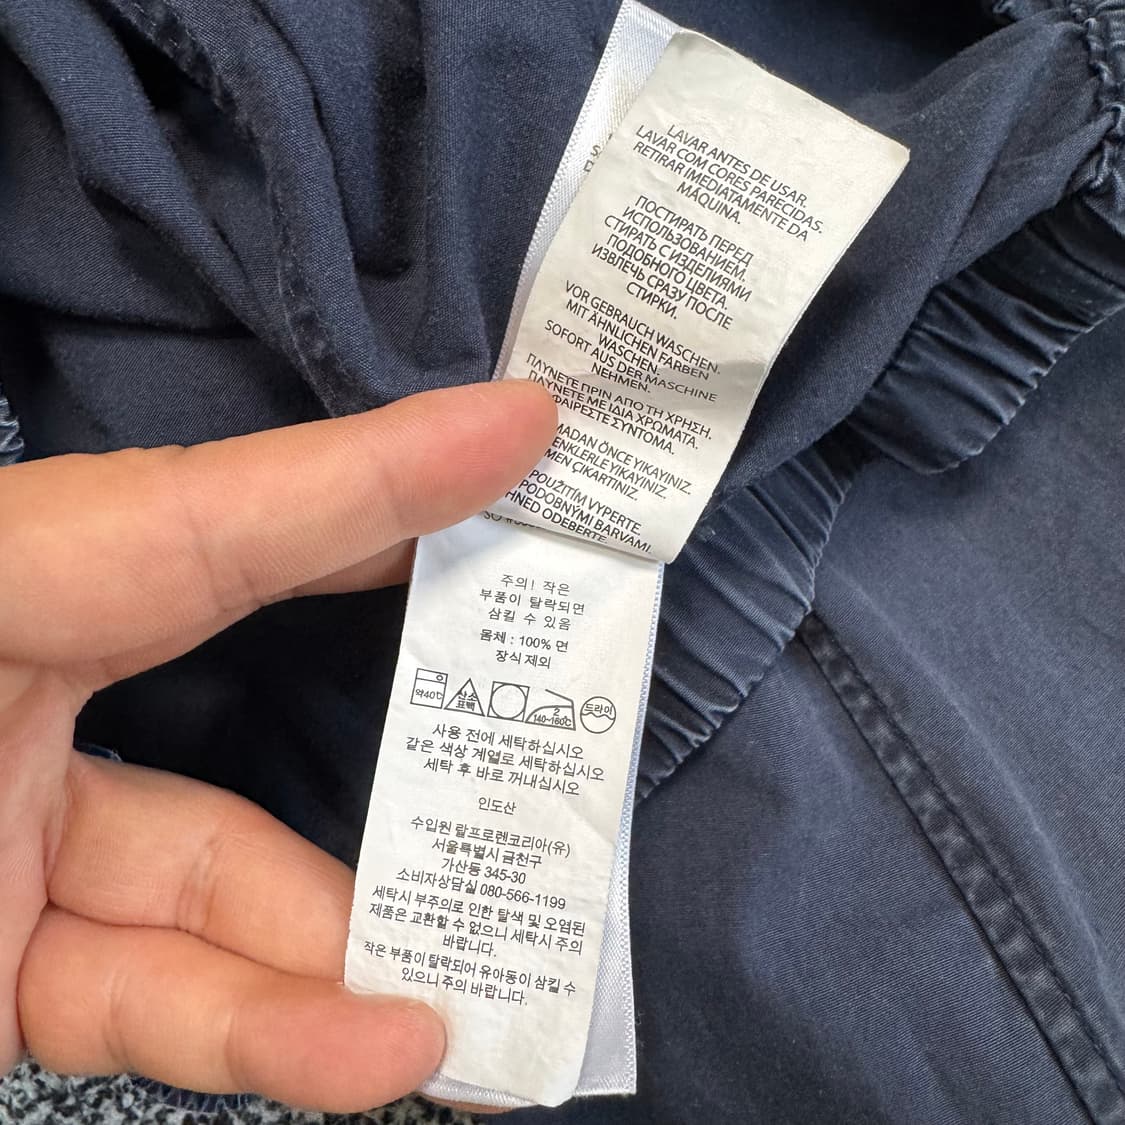 LAVAR ANTES DE USAR.
LAVAR COM CORES PARECIDAS.
RETIRAR IMEDIATAMENTE DA
MÁQUINA.
ПОСТИРАТЬ ПЕРЕД
ИСПОЛЬЗОВАНИЕМ.
СТИРАТЬ С ИЗДЕЛИЯМИ
ПОДОБНОГО ЦВЕТА.
ИЗВЛЕЧЬ СРАЗУ ПОСЛЕ
СТИРКИ.
VOR GEBRAUCH WASCHEN.
MIT ÄHNLICHEN FARBEN
WASCHEN.
SOFORT AUS DER MASCHINE
NEHMEN.
ΠΛΥΝΕΤΕ ΠΡΙΝ ΑΠΟ ΤΗ ΧΡΗΣΗ.
ΠΛΥΝΕΤΕ ΜΕ ΙΔΙΑ ΧΡΩΜΑΤΑ.
ΦΑΙΡΕΣΤΕ ΣΥΝΤΟΜΑ.
MADAN ÖNCE YIKAYINIZ.
ENKLERLE YIKAYINIZ.
MEN ÇIKARTINIZ.
POUŽITÍM VYPERTE.
PODOBNÝMI BARVAMI.
HNED ODEBERTE.
주의! 작은
부품이 탈락되면
삼킬 수 있음
몸체 : 100% 면
장식 제외
약40℃ 산소 표백 2 140~160℃ 드라이
사용 전에 세탁하십시오
같은 색상 계열로 세탁하십시오
세탁 후 바로 꺼내십시오
인도산
수입원 랄프로렌코리아(유)
서울특별시 금천구
가산동 345-30
소비자상담실 080-566-1199
세탁시 부주의로 인한 탈색 및 오염된
제품은 교환할 수 없으니 세탁시 주의
바랍니다.
작은 부품이 탈락되어 유아동이 삼킬 수
있으니 주의 바랍니다.